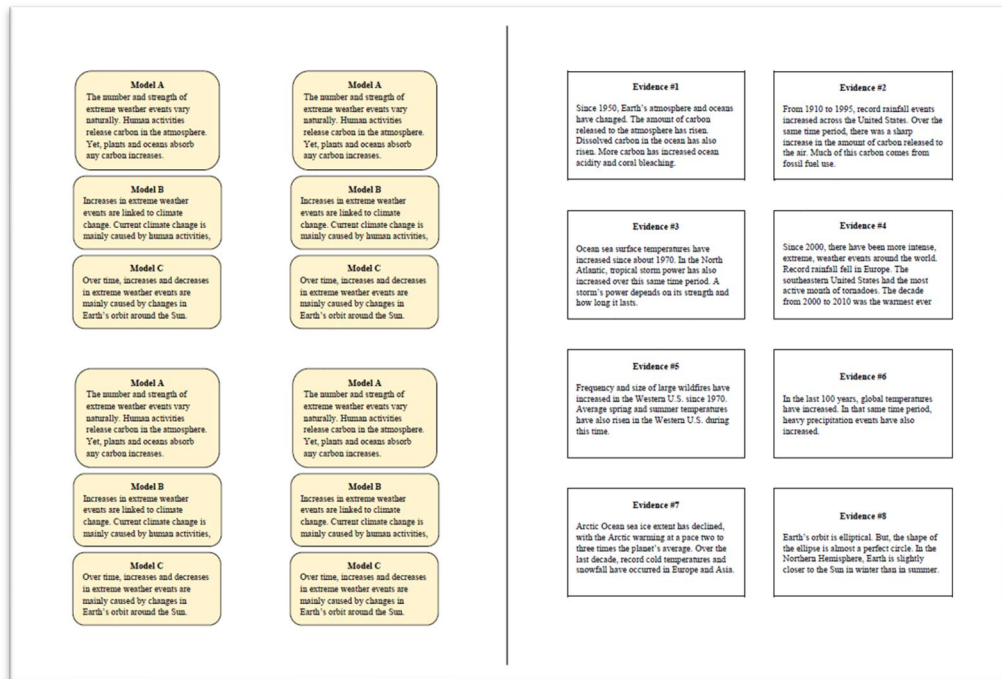 Model A
The number and strength of
extreme weather events vary
naturally. Human activities
release carbon in the atmosphere.
Yet, plants and oceans absorb
any carbon increases.
Model B
Increases in extreme weather
events are linked to climate
change. Current climate change is
mainly caused by human activities,
Model C
Over time, increases and decreases
in extreme weather events are
mainly caused by changes in
Earth's orbit around the Sun.
Model A
The number and strength of
extreme weather events vary
naturally. Human activities
release carbon in the atmosphere.
Yet, plants and oceans absorb
any carbon increases.
Model B
Increases in extreme weather
events are linked to climate
change. Current climate change is
mainly caused by human activities,
Model C
Over time, increases and decreases
in extreme weather events are
mainly caused by changes in
Earth's orbit around the Sun.
Model A
The number and strength of
extreme weather events vary
naturally. Human activities
release carbon in the atmosphere.
Yet, plants and oceans absorb
any carbon increases.
Model B
Increases in extreme weather
events are linked to climate
change. Current climate change is
mainly caused by human activities,
Model C
Over time, increases and decreases
in extreme weather events are
mainly caused by changes in
Earth's orbit around the Sun.
Model A
The number and strength of
extreme weather events vary
naturally. Human activities
release carbon in the atmosphere.
Yet, plants and oceans absorb
any carbon increases.
Model B
Increases in extreme weather
events are linked to climate
change. Current climate change is
mainly caused by human activities,
Model C
Over time, increases and decreases
in extreme weather events are
mainly caused by changes in
Earth's orbit around the Sun.
Evidence #1
Since 1950, Earth's atmosphere and oceans
have changed. The amount of carbon
released to the atmosphere has risen.
Dissolved carbon in the ocean has also
risen. More carbon has increased ocean
acidity and coral bleaching.
Evidence #2
From 1910 to 1995, record rainfall events
increased across the United States. Over the
same time period, there was a sharp
increase in the amount of carbon released to
the air. Much of this carbon comes from
fossil fuel use.
Evidence #3
Ocean sea surface temperatures have
increased since about 1970. In the North
Atlantic, tropical storm power has also
increased over this same time period. A
storm's power depends on its strength and
how long it lasts.
Evidence #4
Since 2000, there have been more intense,
extreme, weather events around the world.
Record rainfall fell in Europe. The
southeastern United States had the most
active month of tornadoes. The decade
from 2000 to 2010 was the warmest ever
Evidence #5
Frequency and size of large wildfires have
increased in the Western U.S. since 1970.
Average spring and summer temperatures
have also risen in the Western U.S. during
this time.
Evidence #6
In the last 100 years, global temperatures
have increased. In that same time period,
heavy precipitation events have also
increased.
Evidence #7
Arctic Ocean sea ice extent has declined,
with the Arctic warming at a pace two to
three times the planet's average. Over the
last decade, record cold temperatures and
snowfall have occurred in Europe and Asia.
Evidence #8
Earth's orbit is elliptical. But, the shape of
the ellipse is almost a perfect circle. In the
Northern Hemisphere, Earth is slightly
closer to the Sun in winter than in summer.